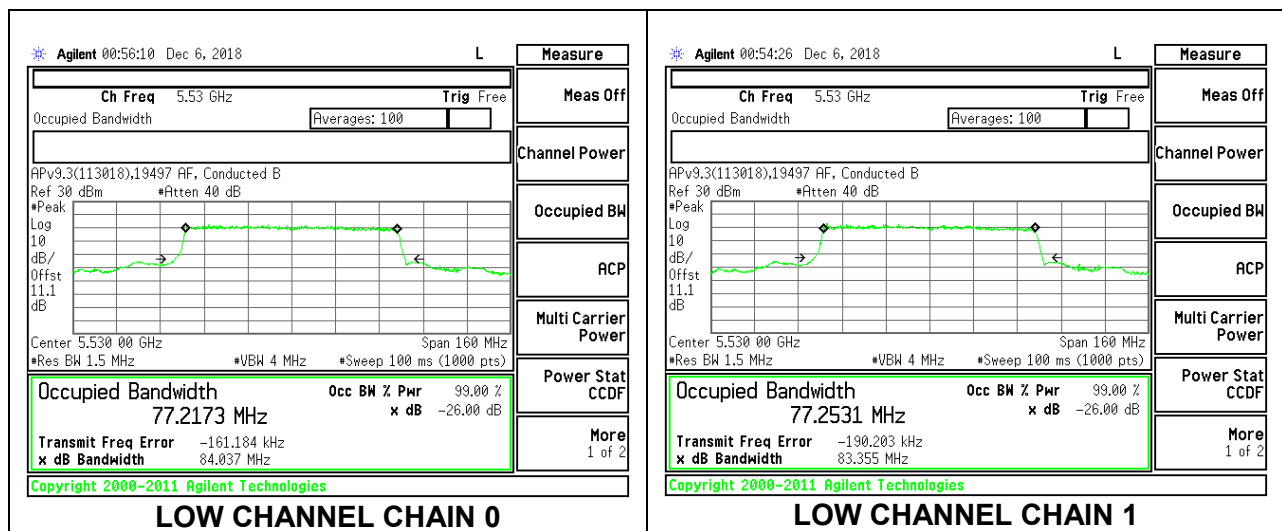 Agilent 00:56:10 Dec 6, 2018 L
Measure
Ch Freq 5.53 GHz Trig Free
Occupied Bandwidth Averages: 100
APv9.3(113018),19497 AF, Conducted B
Ref 30 dBm #Atten 40 dB
#Peak
Log
10
dB/
Offst
11.1
dB
Center 5.530 00 GHz Span 160 MHz
#Res BW 1.5 MHz #VBW 4 MHz #Sweep 100 ms (1000 pts)
Occupied Bandwidth Occ BW % Pwr 99.00 %
77.2173 MHz x dB -26.00 dB
Transmit Freq Error -161.184 kHz
x dB Bandwidth 84.037 MHz
Copyright 2000-2011 Agilent Technologies
Meas Off
Channel Power
Occupied BW
ACP
Multi Carrier
Power
Power Stat
CCDF
More
1 of 2
LOW CHANNEL CHAIN 0
Agilent 00:54:26 Dec 6, 2018 L
Measure
Ch Freq 5.53 GHz Trig Free
Occupied Bandwidth Averages: 100
APv9.3(113018),19497 AF, Conducted B
Ref 30 dBm #Atten 40 dB
#Peak
Log
10
dB/
Offst
11.1
dB
Center 5.530 00 GHz Span 160 MHz
#Res BW 1.5 MHz #VBW 4 MHz #Sweep 100 ms (1000 pts)
Occupied Bandwidth Occ BW % Pwr 99.00 %
77.2531 MHz x dB -26.00 dB
Transmit Freq Error -190.203 kHz
x dB Bandwidth 83.355 MHz
Copyright 2000-2011 Agilent Technologies
Meas Off
Channel Power
Occupied BW
ACP
Multi Carrier
Power
Power Stat
CCDF
More
1 of 2
LOW CHANNEL CHAIN 1